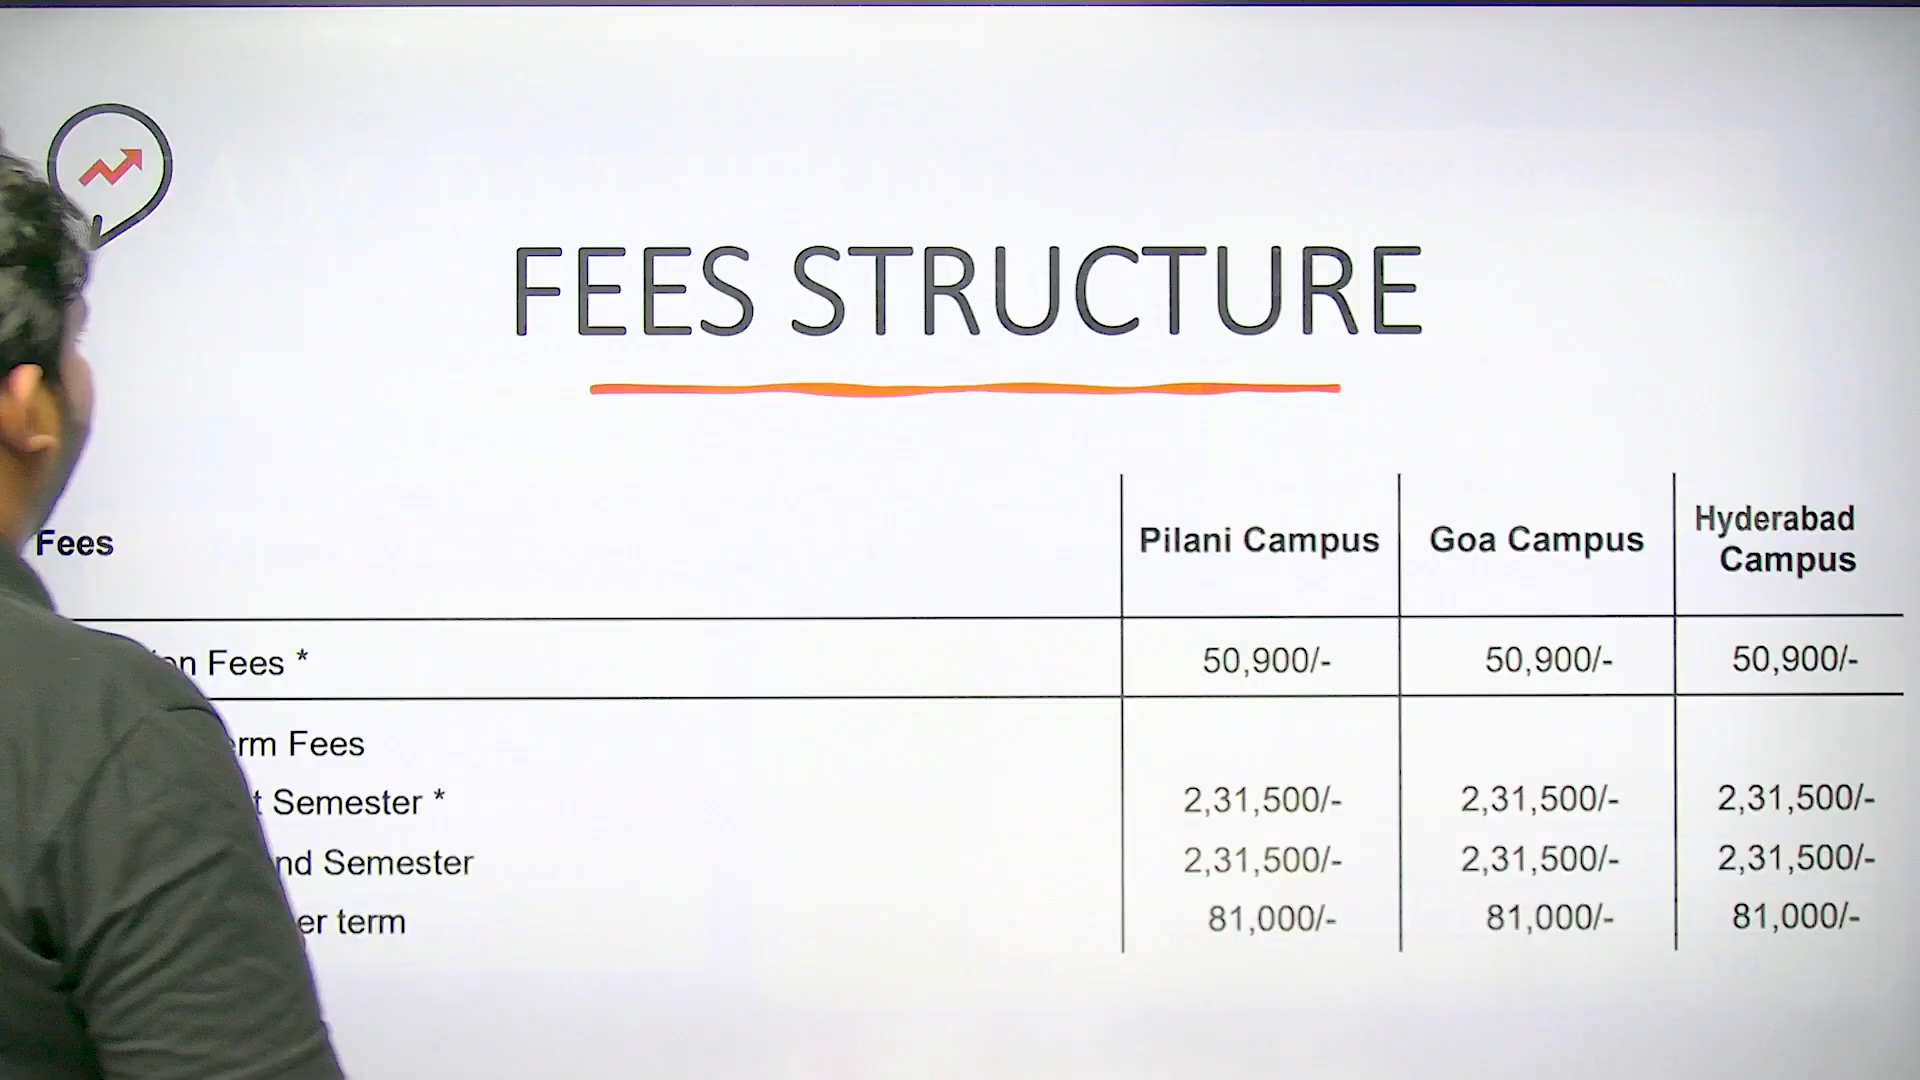 FEES STRUCTURE
Fees Pilani Campus Goa Campus Hyderabad Campus
Fees * 50,900/- 50,900/- 50,900/-
Fees
Semester * 2,31,500/- 2,31,500/- 2,31,500/-
Semester 2,31,500/- 2,31,500/- 2,31,500/-
term 81,000/- 81,000/- 81,000/-